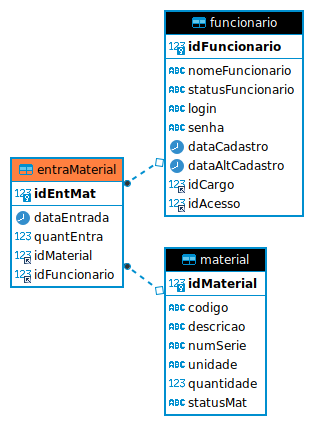 funcionario
123 idFuncionario
ABC nomeFuncionario
ABC statusFuncionario
ABC login
ABC senha
dataCadastro
dataAltCadastro
123 idCargo
123 idAcesso
entraMaterial
123 idEntMat
dataEntrada
123 quantEntra
123 idMaterial
123 idFuncionario
material
123 idMaterial
ABC codigo
ABC descricao
ABC numSerie
ABC unidade
123 quantidade
ABC statusMat